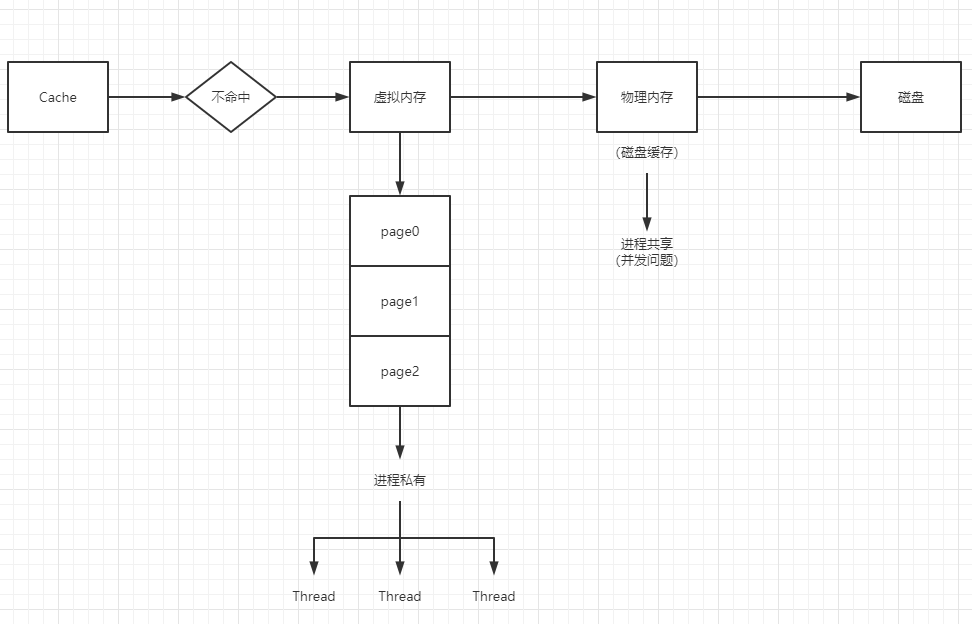 Cache
不命中
虚拟内存
物理内存
磁盘
(磁盘缓存)
page0
进程共享
(并发问题)
page1
page2
进程私有
Thread
Thread
Thread